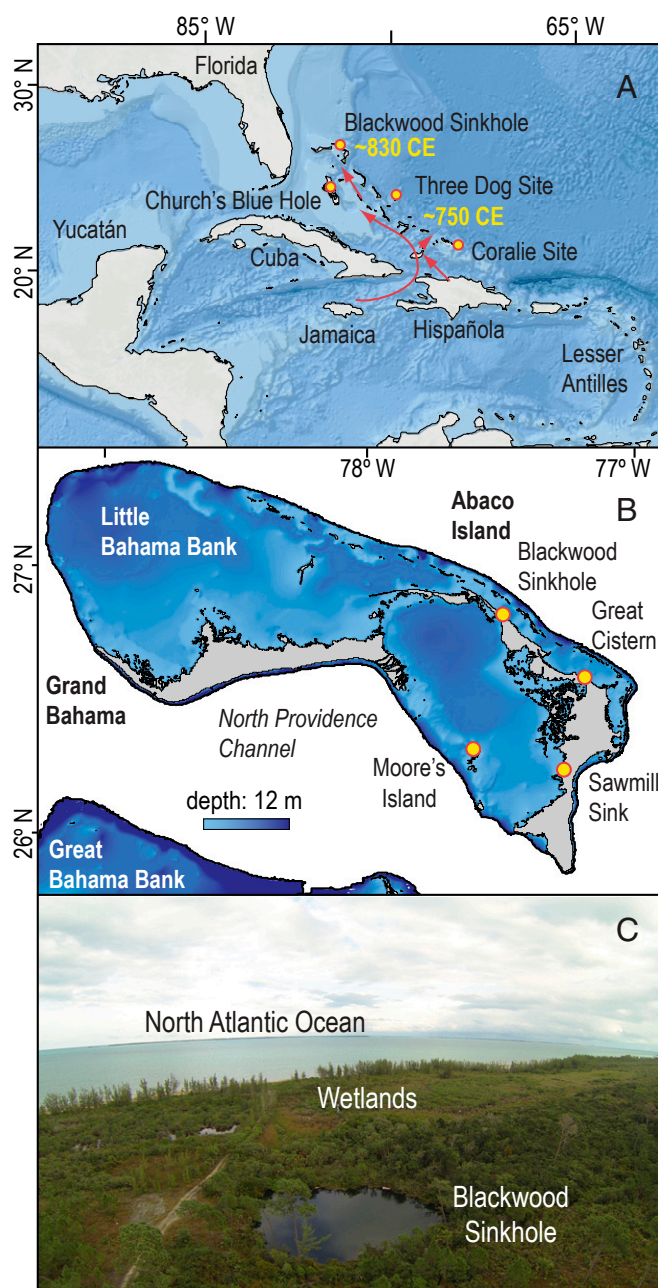 85° W
65° W
A
30° N
20° N
Florida
Blackwood Sinkhole
~830 CE
Three Dog Site
Church's Blue Hole
~750 CE
Yucatán
Cuba
Coralie Site
Jamaica
Hispañola
Lesser
Antilles
78° W
77° W
B
27° N
26° N
Abaco
Island
Little
Bahama Bank
Blackwood
Sinkhole
Great
Cistern
Grand
Bahama
North Providence
Channel
Moore's
Island
Sawmill
Sink
depth: 12 m
Great
Bahama Bank
C
North Atlantic Ocean
Wetlands
Blackwood
Sinkhole